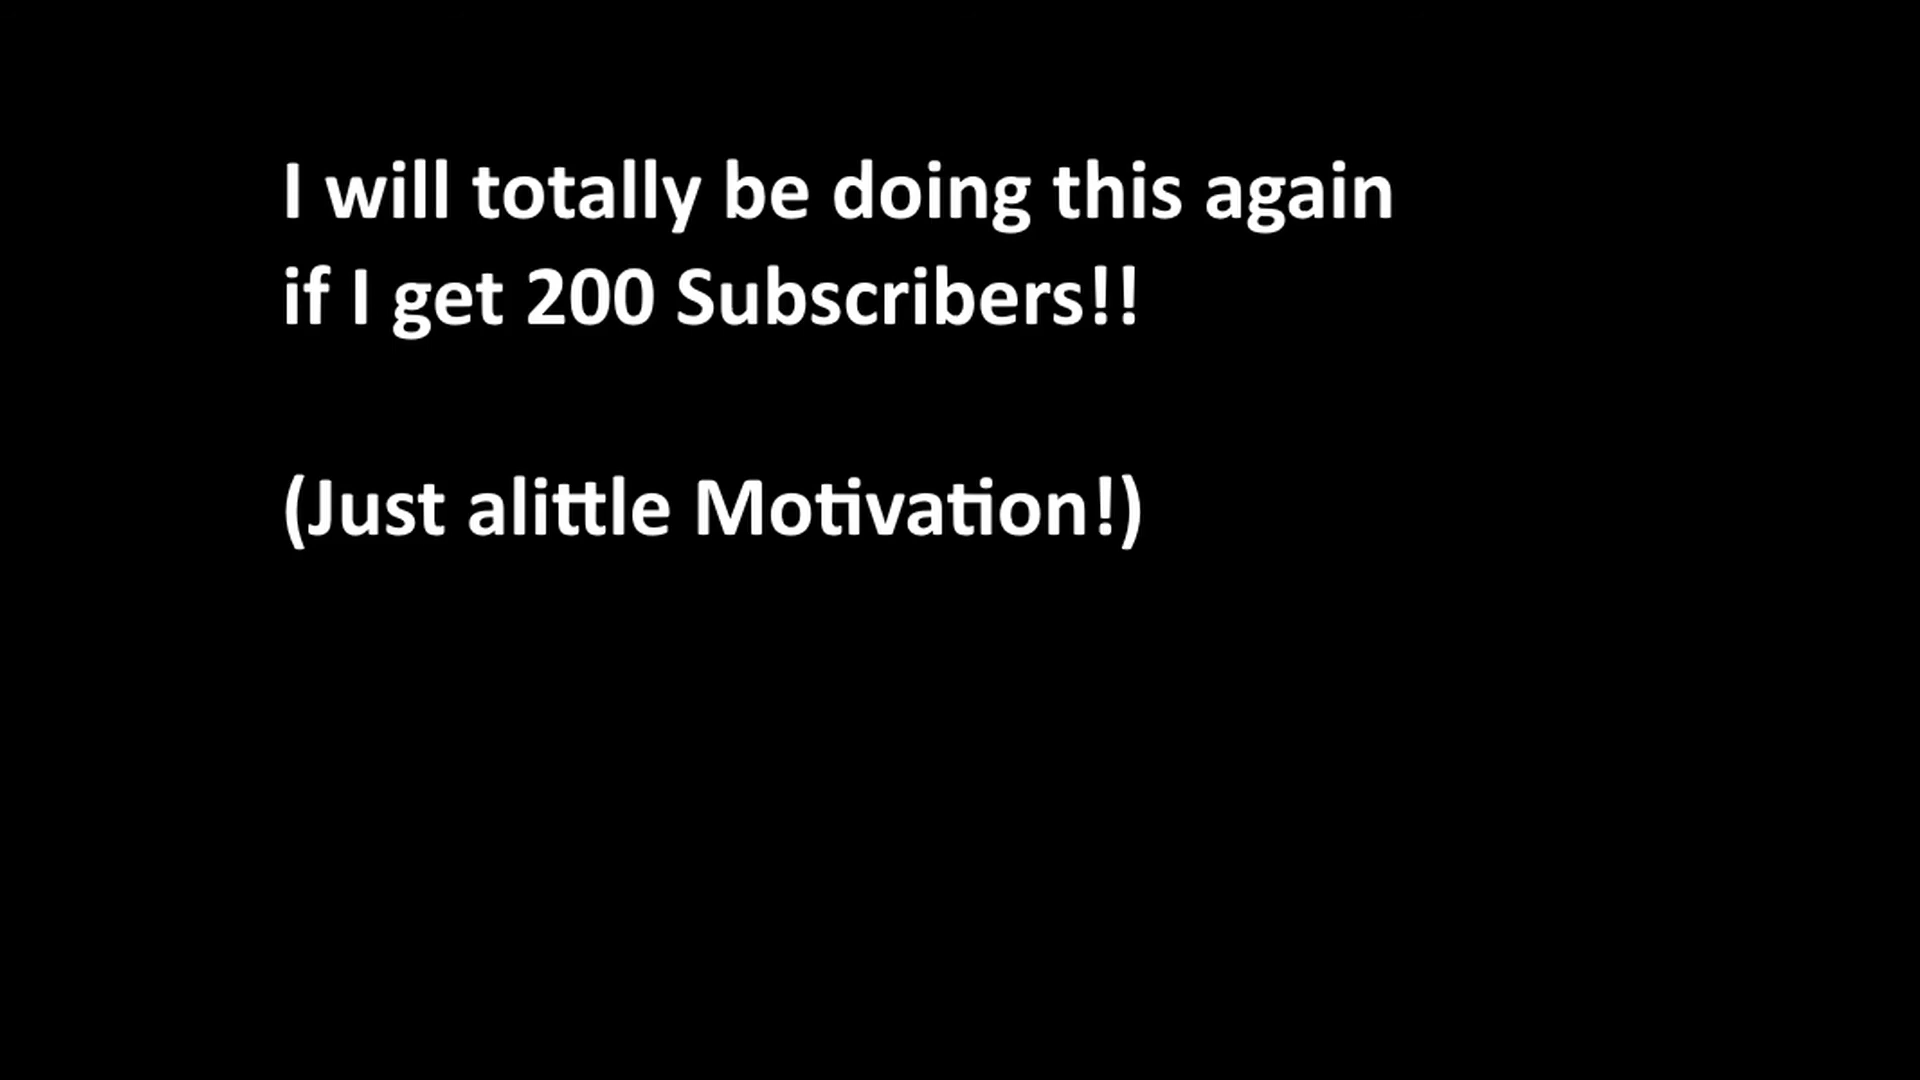 I will totally be doing this again
if I get 200 Subscribers!!
(Just alittle Motivation!)